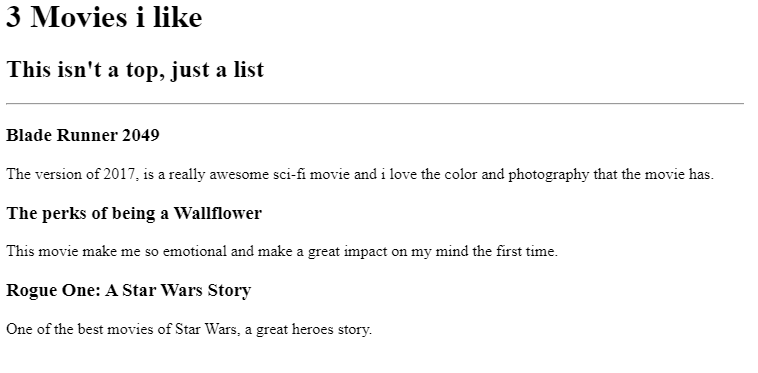 3 Movies i like
This isn't a top, just a list
Blade Runner 2049
The version of 2017, is a really awesome sci-fi movie and i love the color and photography that the movie has.
The perks of being a Wallflower
This movie make me so emotional and make a great impact on my mind the first time.
Rogue One: A Star Wars Story
One of the best movies of Star Wars, a great heroes story.